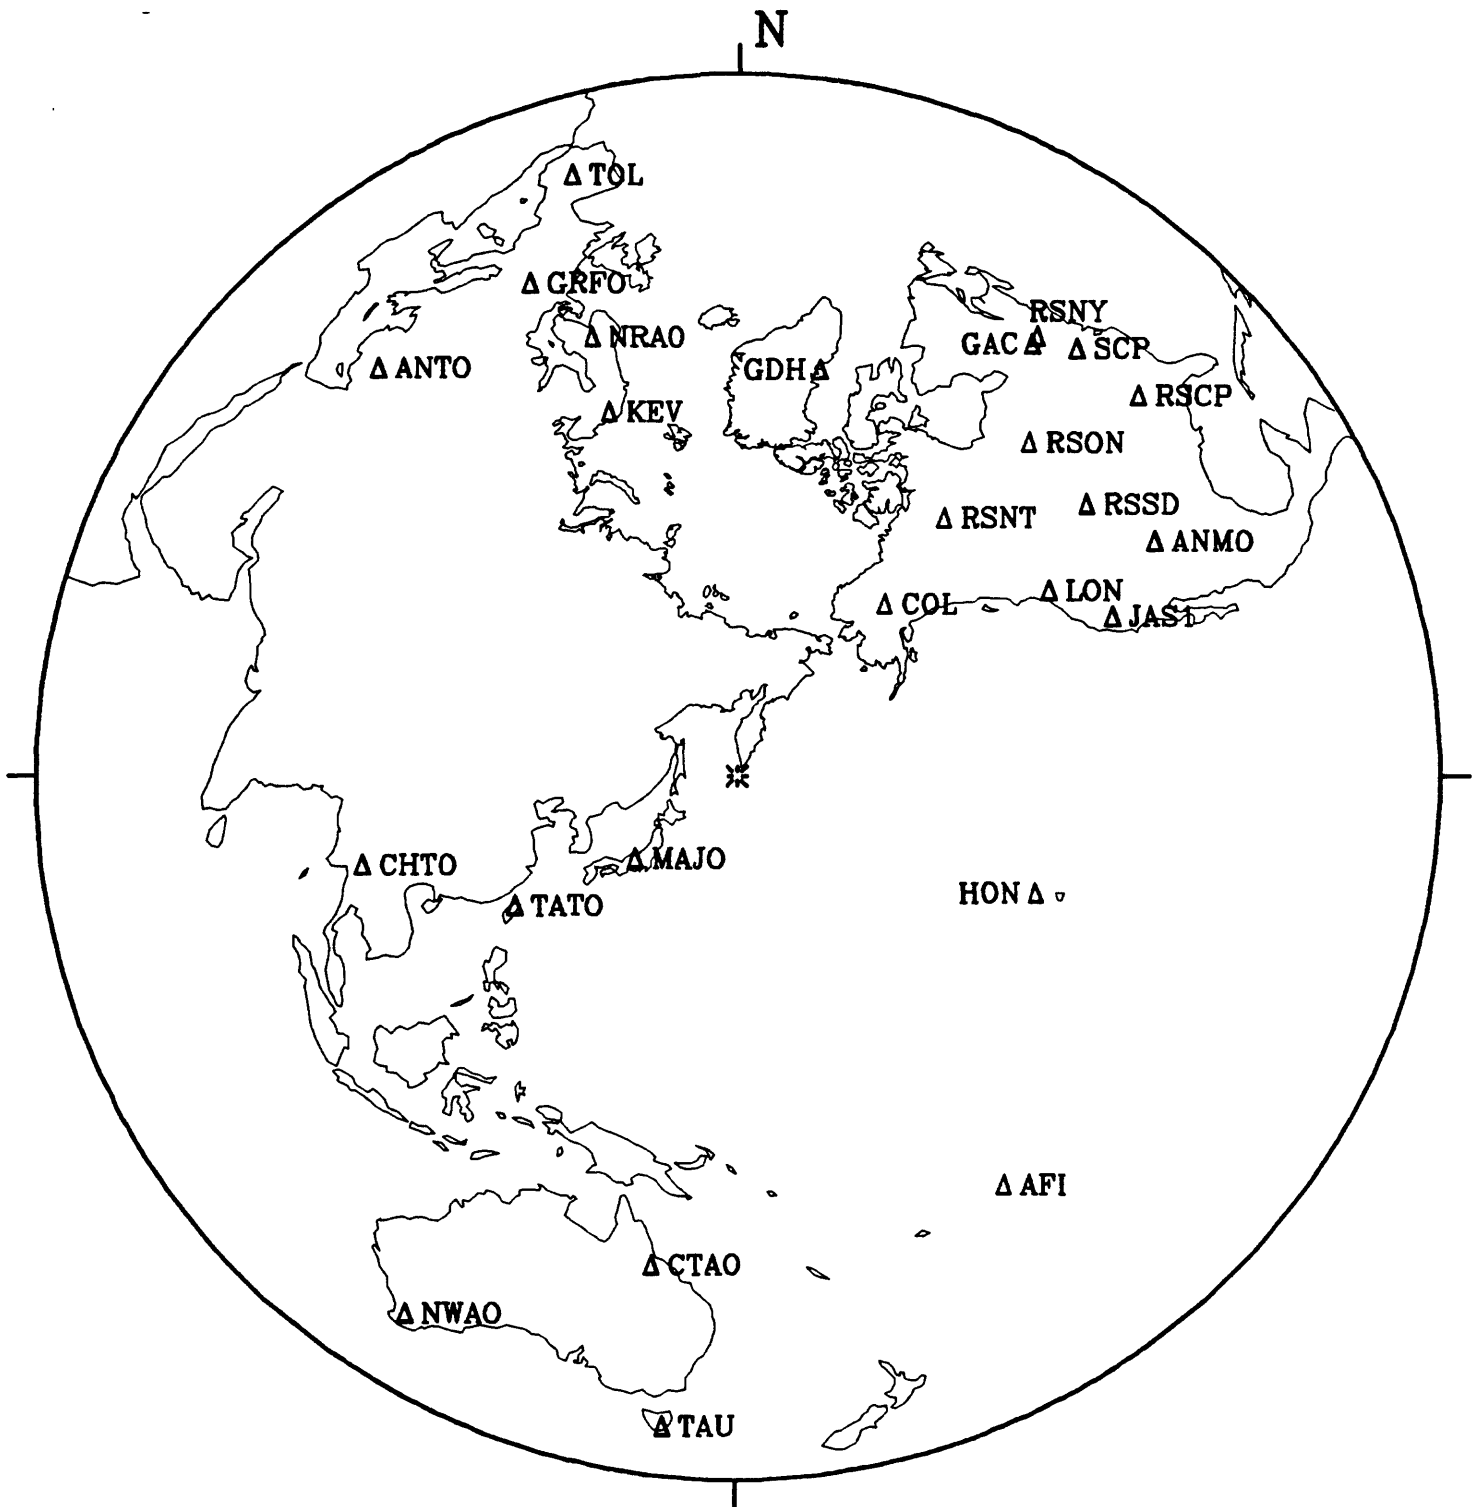 N
TOL
GRFO
RSNY
NRAO
GAC
SCP
ANTO
GDH
RSCP
KEV
RSON
RSSD
RSNT
ANMO
LON
COL
JAS1
MAJO
CHTO
HON
TATO
AFI
CTAO
NWAO
TAU